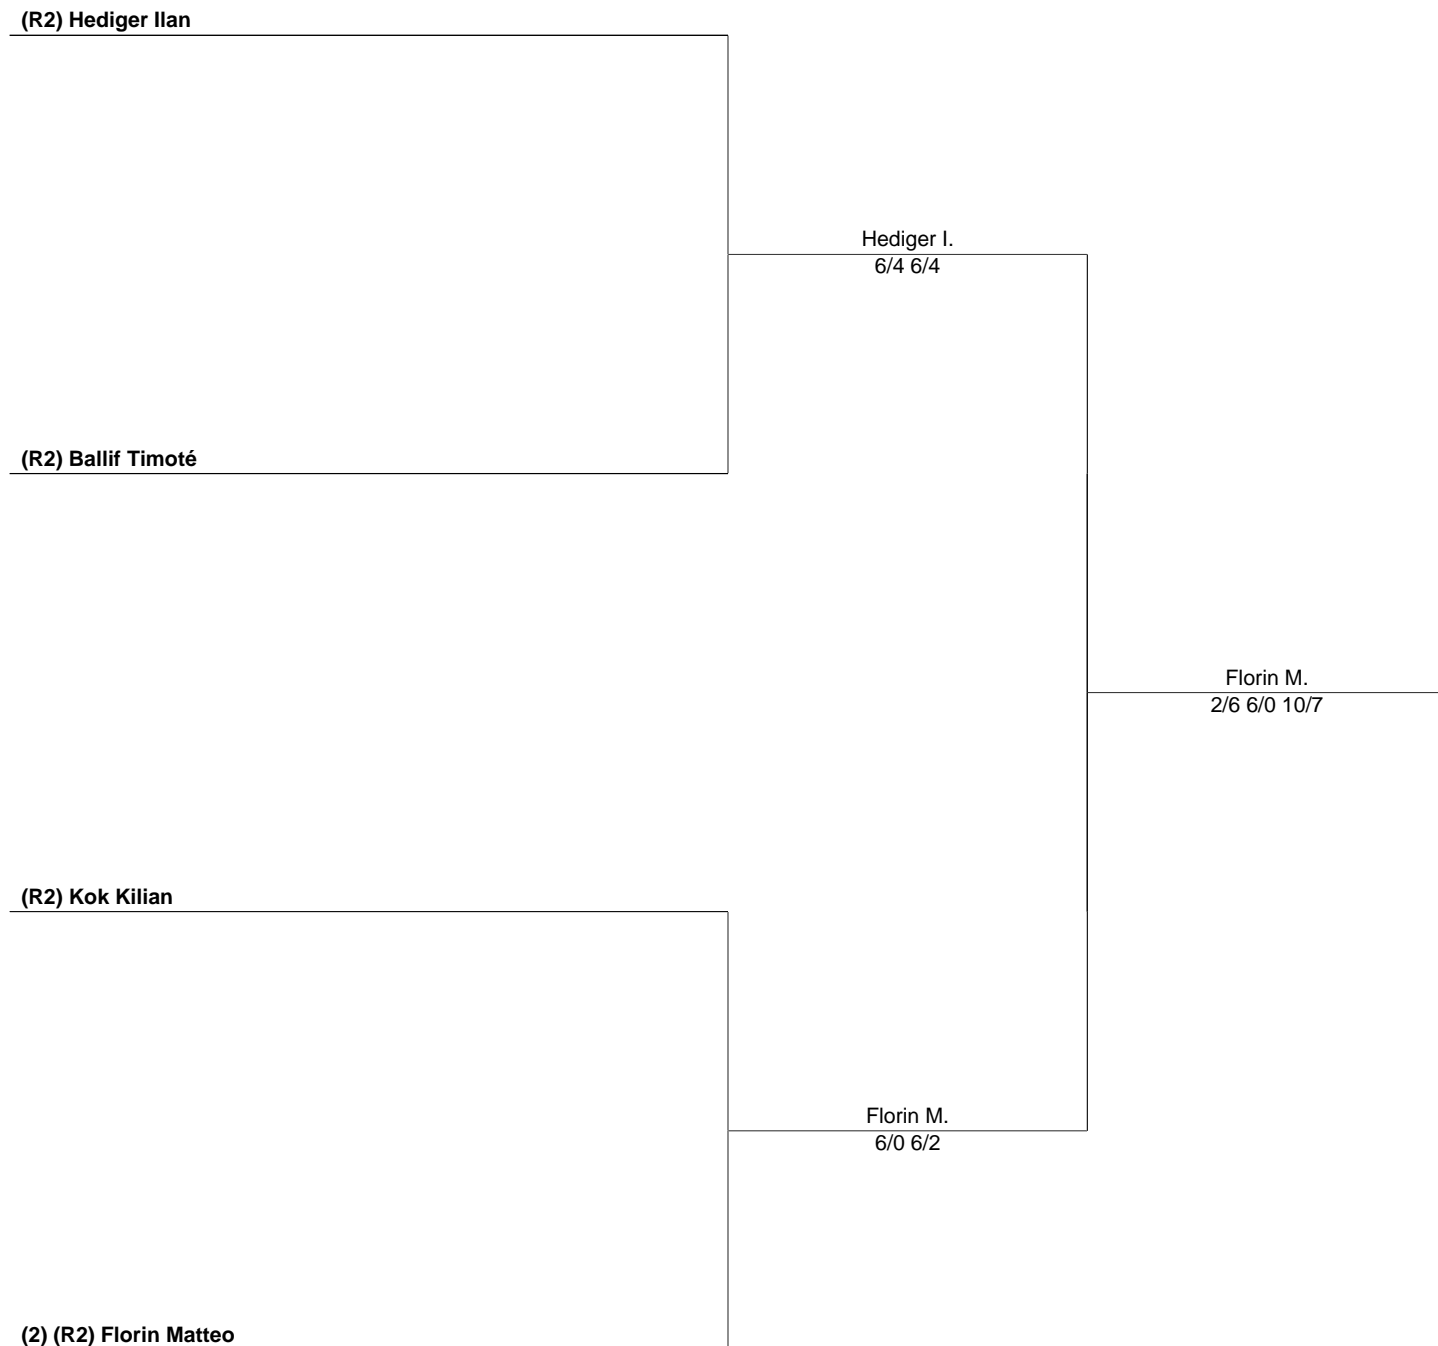 (R2) Hediger Ilan
Hediger I.
6/4 6/4
(R2) Ballif Timoté
Florin M.
2/6 6/0 10/7
(R2) Kok Kilian
Florin M.
6/0 6/2
(2) (R2) Florin Matteo